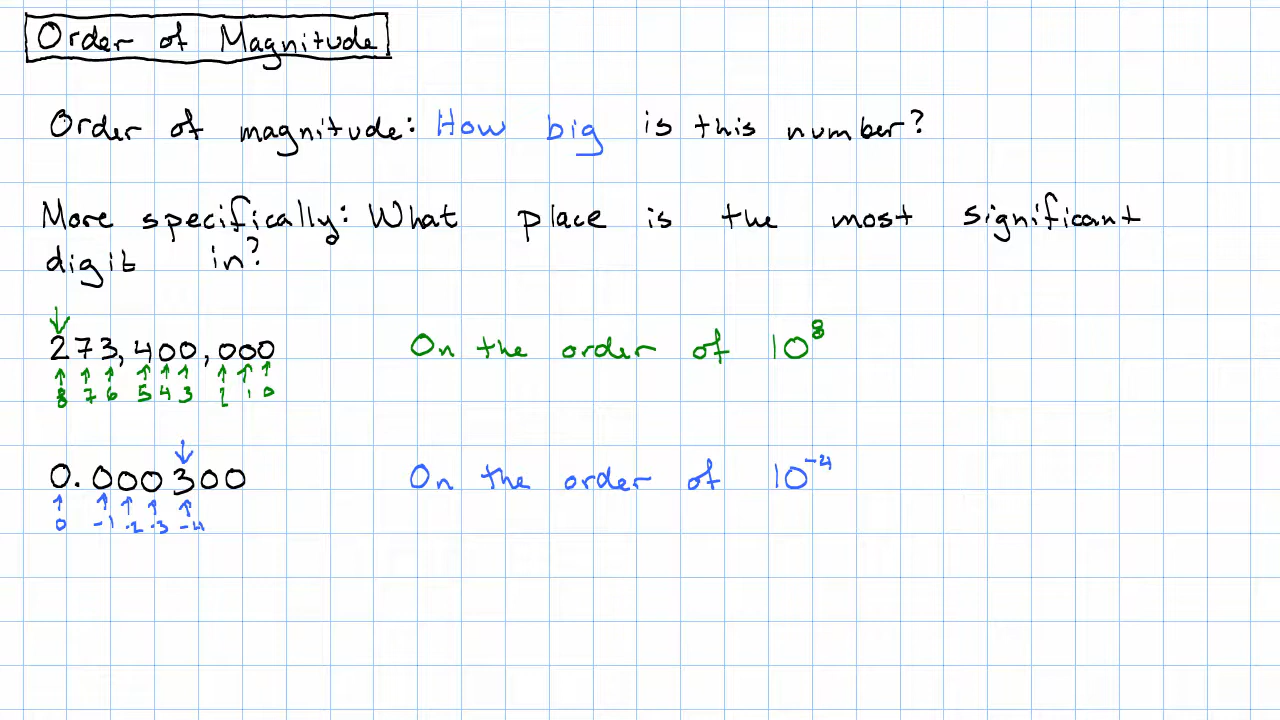 Order of Magnitude
Order of magnitude: How big is this number?
More specifically: What place is the most significant
digit in?
273,400,000 On the order of 10⁸
8 7 6 5 4 3 2 1 0
0.000300 On the order of 10⁻⁴
0 -1 -2 -3 -4